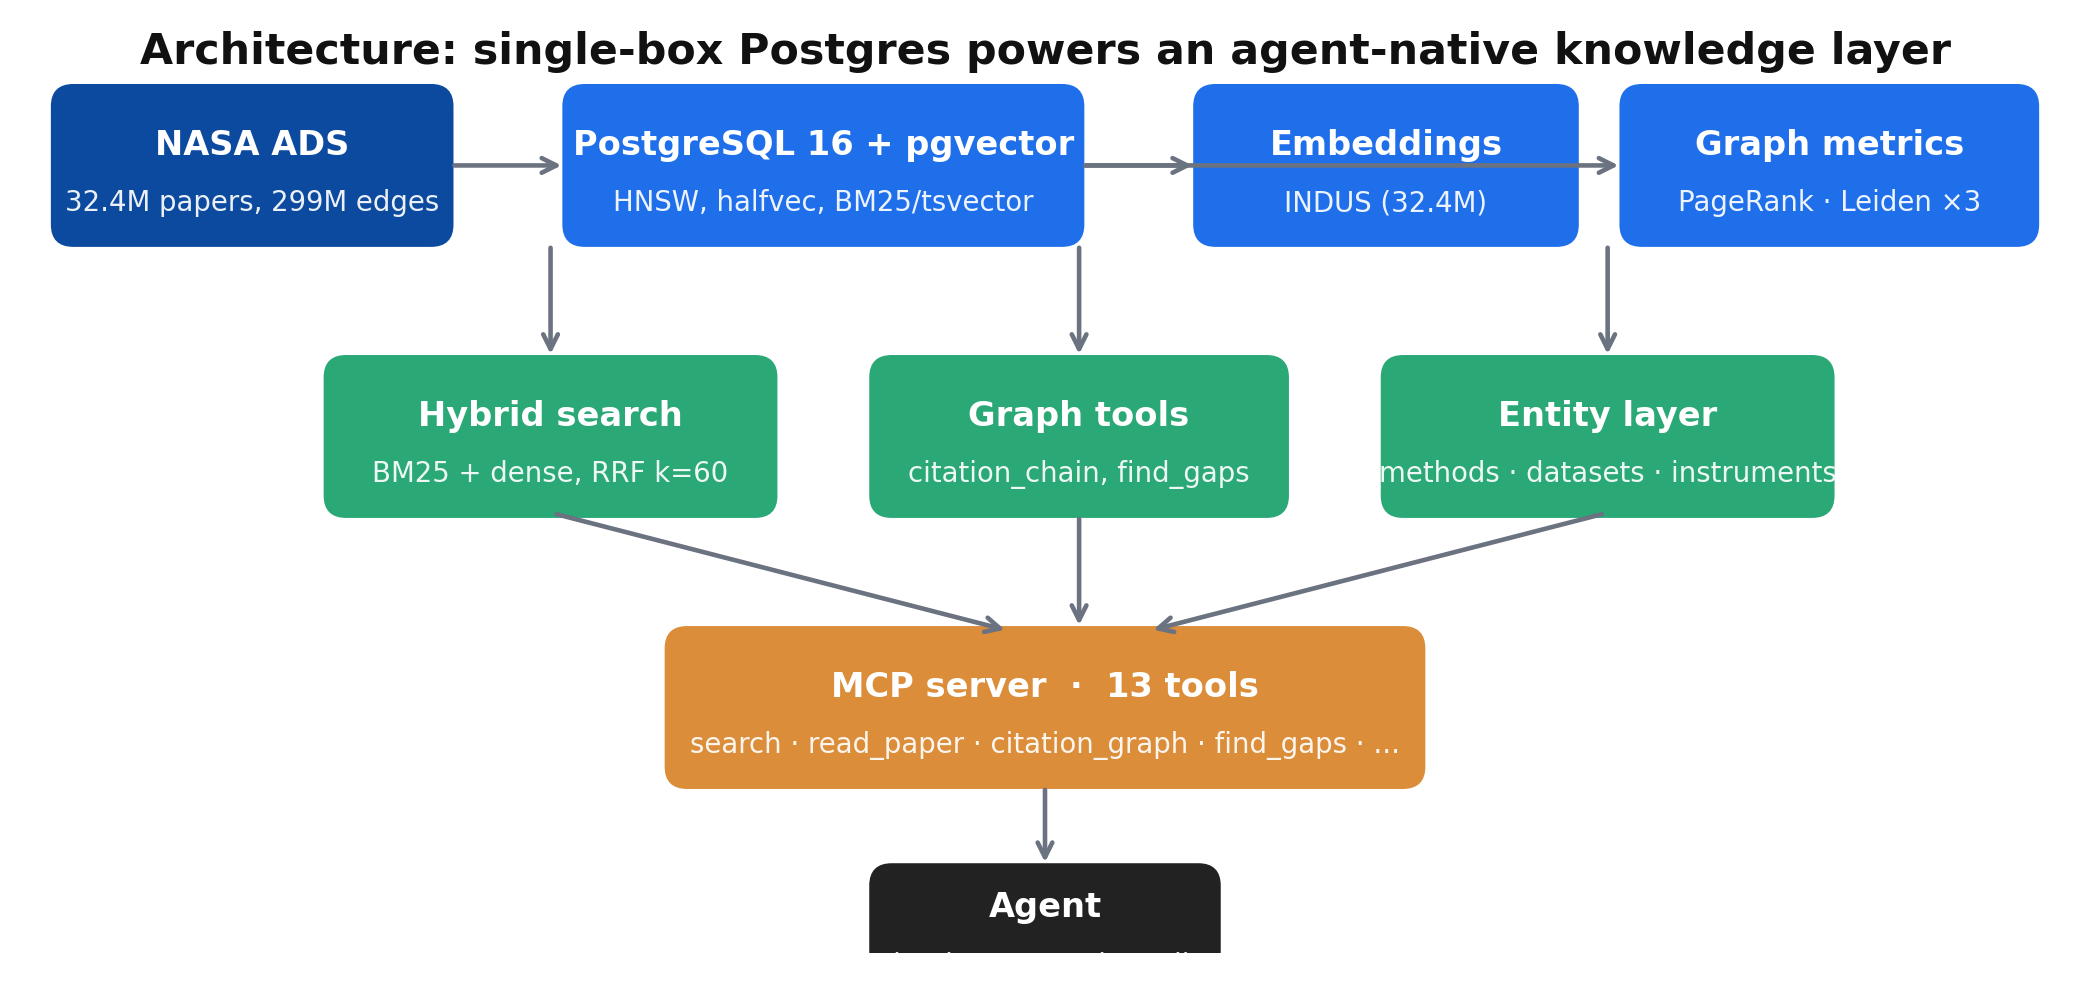 Architecture: single-box Postgres powers an agent-native knowledge layer
NASA ADS
32.4M papers, 299M edges
PostgreSQL 16 + pgvector
HNSW, halfvec, BM25/tsvector
Embeddings
INDUS (32.4M)
Graph metrics
PageRank · Leiden ×3
Hybrid search
BM25 + dense, RRF k=60
Graph tools
citation_chain, find_gaps
Entity layer
methods · datasets · instruments
MCP server · 13 tools
search · read_paper · citation_graph · find_gaps · ...
Agent